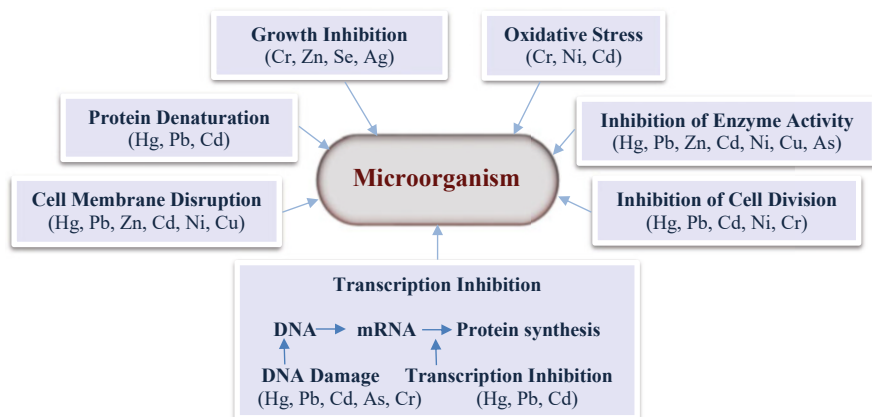 Growth Inhibition
(Cr, Zn, Se, Ag)
Oxidative Stress
(Cr, Ni, Cd)
Protein Denaturation
(Hg, Pb, Cd)
Inhibition of Enzyme Activity
(Hg, Pb, Zn, Cd, Ni, Cu, As)
Microorganism
Cell Membrane Disruption
(Hg, Pb, Zn, Cd, Ni, Cu)
Inhibition of Cell Division
(Hg, Pb, Cd, Ni, Cr)
Transcription Inhibition
DNA mRNA Protein synthesis
DNA Damage
(Hg, Pb, Cd, As, Cr)
Transcription Inhibition
(Hg, Pb, Cd)